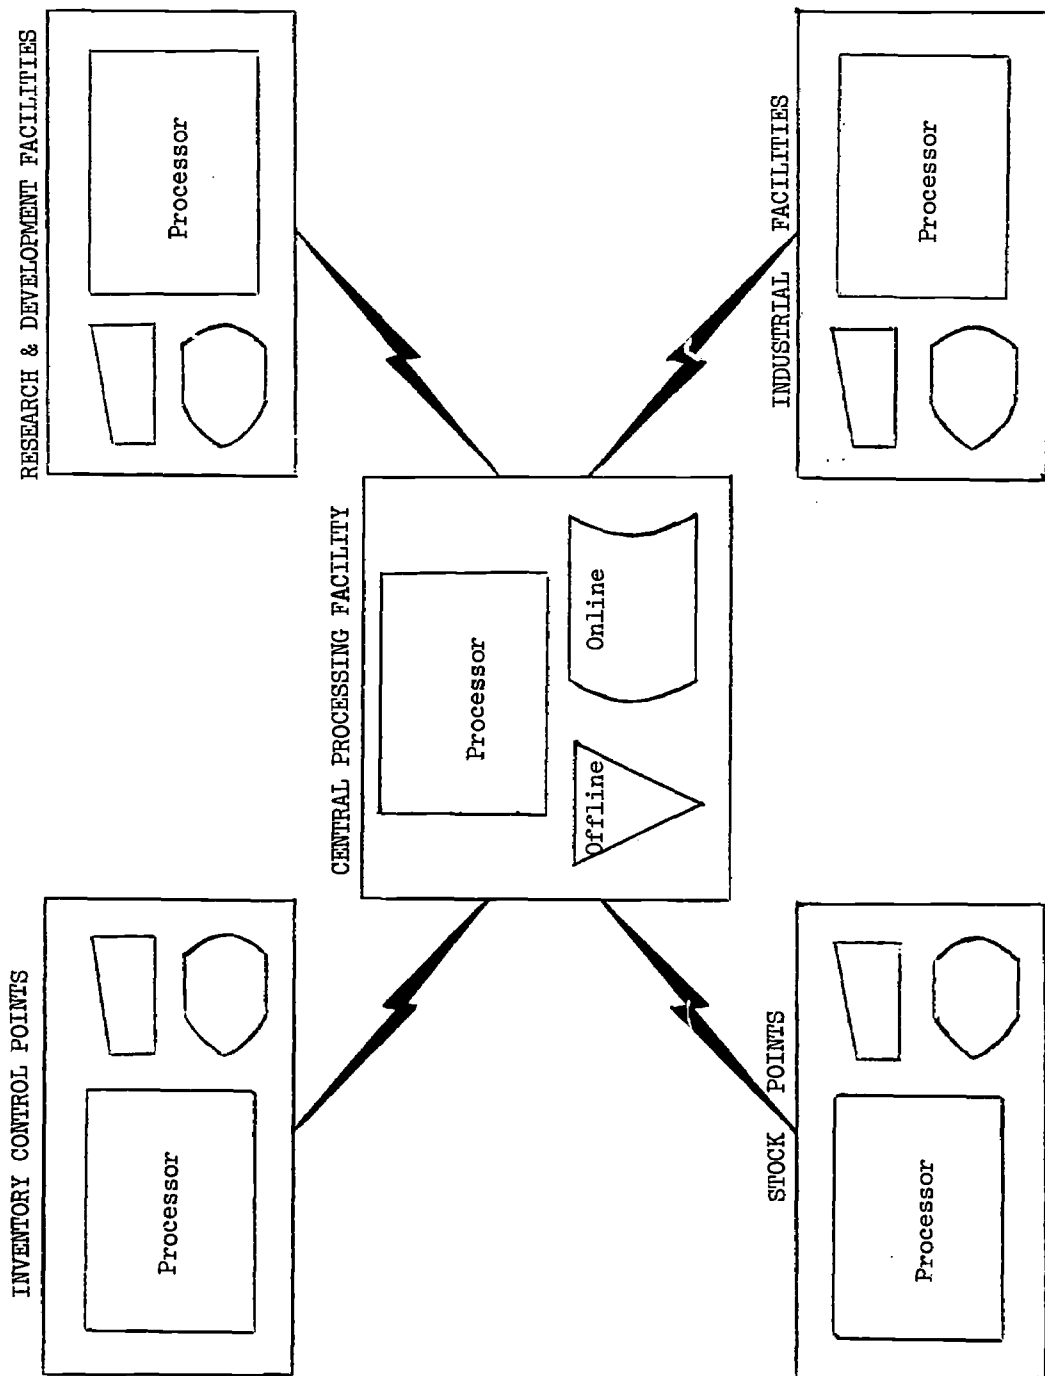 INVENTORY CONTROL POINTS
Processor
RESEARCH & DEVELOPMENT FACILITIES
Processor
CENTRAL PROCESSING FACILITY
Processor
Offline
Online
STOCK POINTS
Processor
INDUSTRIAL FACILITIES
Processor